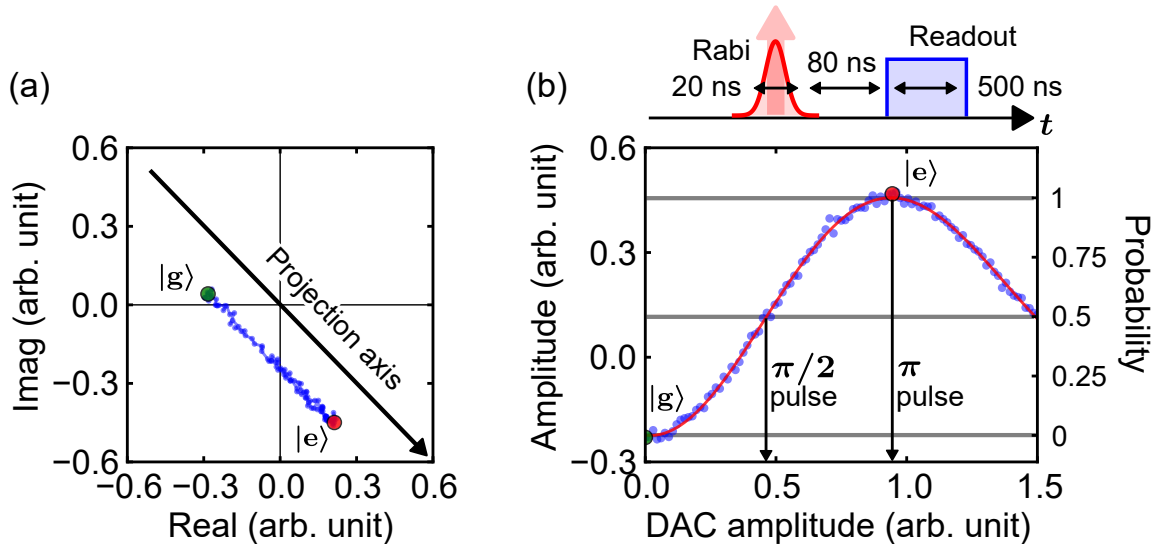 (a)
0.6
0.3
0.0
−0.3
−0.6
−0.6
−0.3
0.0
0.3
0.6
Imag (arb. unit)
Real (arb. unit)
|g⟩
|e⟩
Projection axis
(b)
Rabi
20 ns
80 ns
Readout
500 ns
t
0.6
0.3
0.0
−0.3
0.0
0.5
1.0
1.5
Amplitude (arb. unit)
DAC amplitude (arb. unit)
|e⟩
|g⟩
π/2
pulse
π
pulse
1
0.75
0.5
0.25
0
Probability